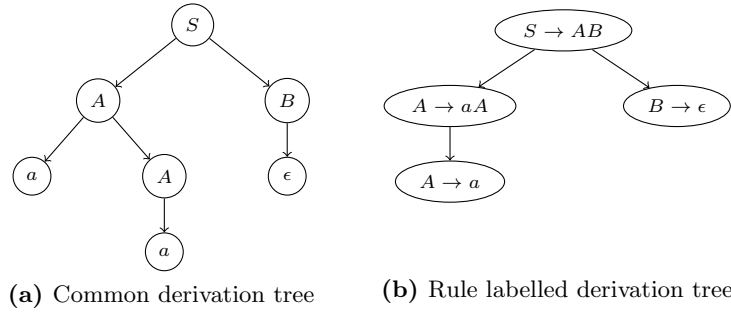 S
S → AB
A
B
A → aA
B → ϵ
a
A
ϵ
A → a
a
(a) Common derivation tree
(b) Rule labelled derivation tree